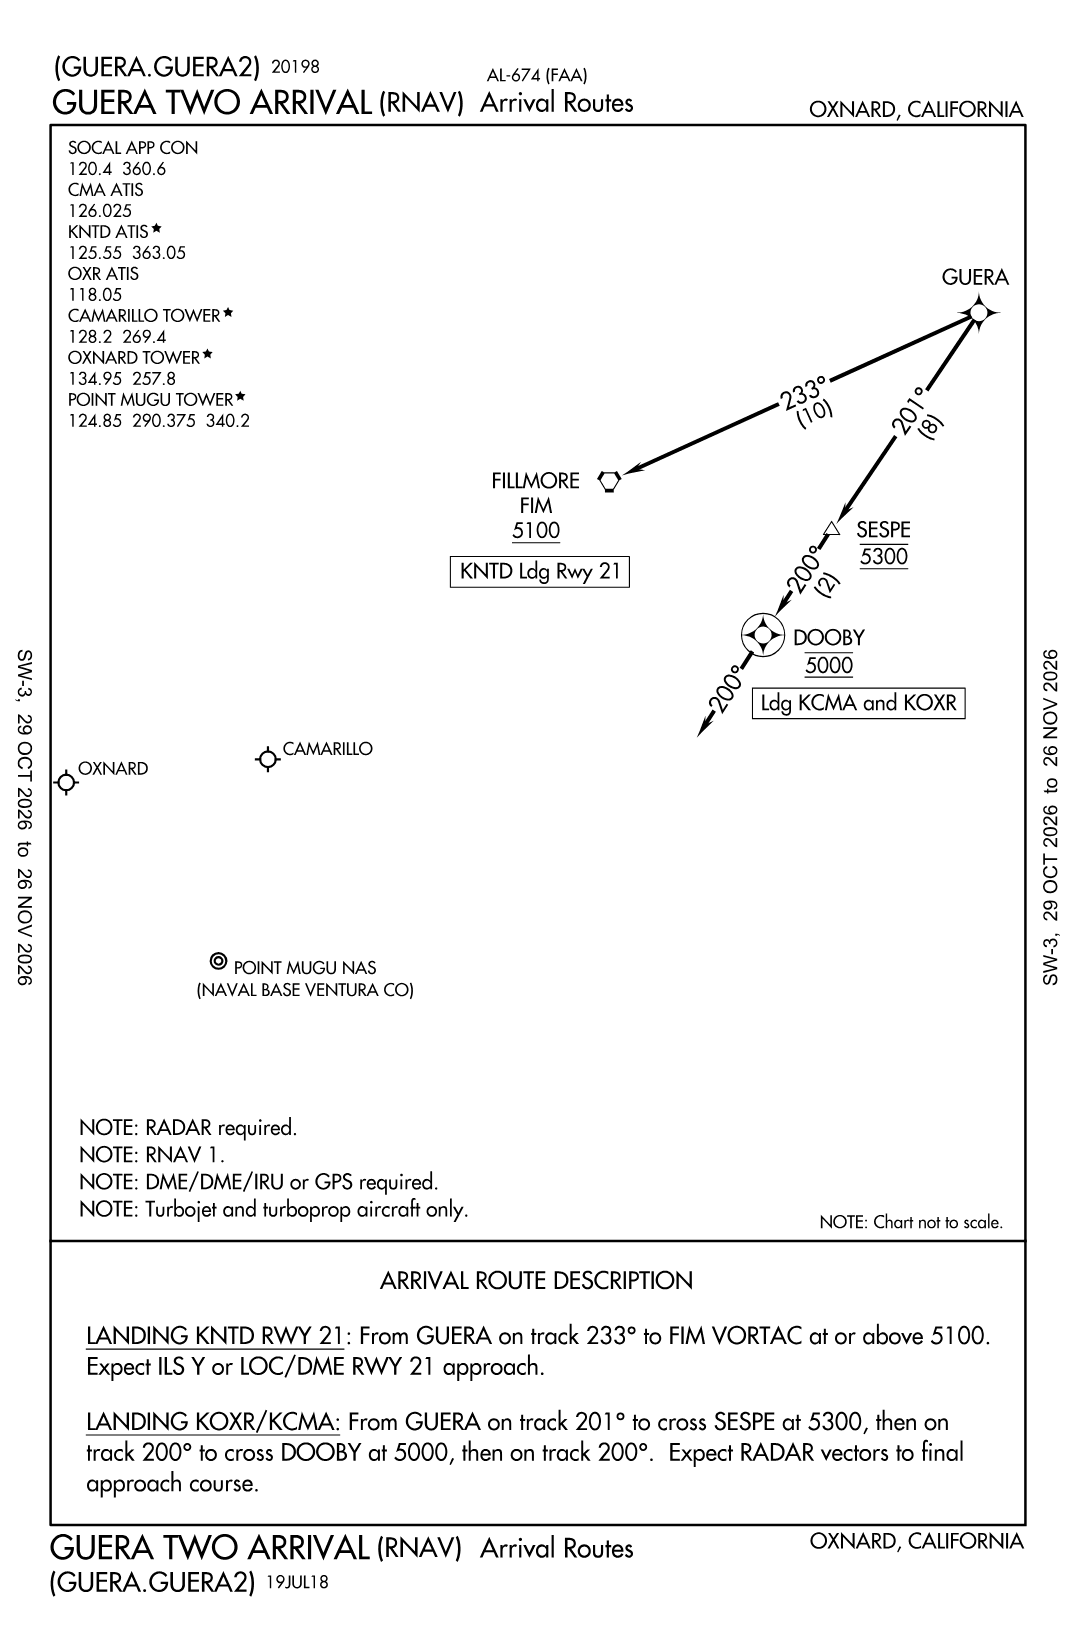 (GUERA.GUERA2) 20198
AL-674 (FAA)
GUERA TWO ARRIVAL (RNAV) Arrival Routes
OXNARD, CALIFORNIA
SOCAL APP CON
120.4 360.6
CMA ATIS
126.025
KNTD ATIS★
125.55 363.05
OXR ATIS
118.05
CAMARILLO TOWER★
128.2 269.4
OXNARD TOWER★
134.95 257.8
POINT MUGU TOWER★
124.85 290.375 340.2
GUERA
233°
(10)
201°
(8)
FILLMORE
FIM
5100
KNTD Ldg Rwy 21
SESPE
5300
200°
(2)
DOOBY
5000
Ldg KCMA and KOXR
200°
CAMARILLO
OXNARD
POINT MUGU NAS
(NAVAL BASE VENTURA CO)
SW-3, 29 OCT 2026 to 26 NOV 2026
SW-3, 29 OCT 2026 to 26 NOV 2026
NOTE: RADAR required.
NOTE: RNAV 1.
NOTE: DME/DME/IRU or GPS required.
NOTE: Turbojet and turboprop aircraft only.
NOTE: Chart not to scale.
ARRIVAL ROUTE DESCRIPTION
LANDING KNTD RWY 21: From GUERA on track 233° to FIM VORTAC at or above 5100.
Expect ILS Y or LOC/DME RWY 21 approach.
LANDING KOXR/KCMA: From GUERA on track 201° to cross SESPE at 5300, then on
track 200° to cross DOOBY at 5000, then on track 200°. Expect RADAR vectors to final
approach course.
GUERA TWO ARRIVAL (RNAV) Arrival Routes
OXNARD, CALIFORNIA
(GUERA.GUERA2) 19JUL18